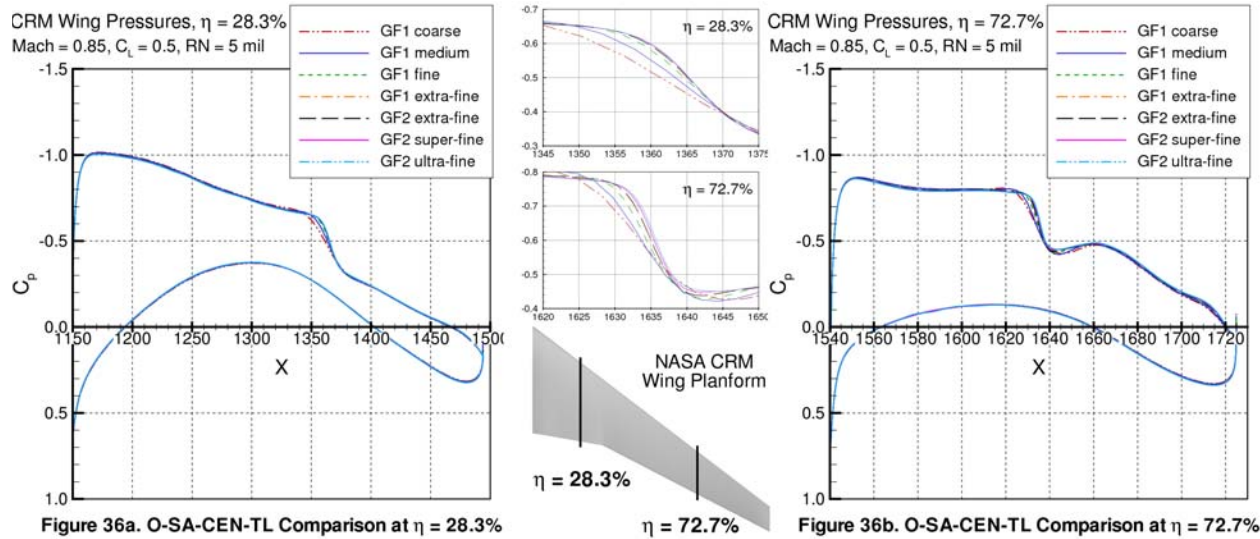 CRM Wing Pressures, η = 28.3%
Mach = 0.85, C_L = 0.5, RN = 5 mil
GF1 coarse
GF1 medium
GF1 fine
GF1 extra-fine
GF2 extra-fine
GF2 super-fine
GF2 ultra-fine
-1.5
-1.0
-0.5
0.0
0.5
1.0
C_p
1150 1200 1250 1300 1350 1400 1450 1500
X
Figure 36a. O-SA-CEN-TL Comparison at η = 28.3%
η = 28.3%
-0.7
-0.6
-0.5
-0.4
-0.3
1345 1350 1355 1360 1365 1370 1375
η = 72.7%
-0.8
-0.7
-0.6
-0.5
-0.4
1620 1625 1630 1635 1640 1645 1650
NASA CRM
Wing Planform
η = 28.3%
η = 72.7%
CRM Wing Pressures, η = 72.7%
Mach = 0.85, C_L = 0.5, RN = 5 mil
GF1 coarse
GF1 medium
GF1 fine
GF1 extra-fine
GF2 extra-fine
GF2 super-fine
GF2 ultra-fine
-1.5
-1.0
-0.5
0.0
0.5
1.0
C_p
1540 1560 1580 1600 1620 1640 1660 1680 1700 1720
X
Figure 36b. O-SA-CEN-TL Comparison at η = 72.7%